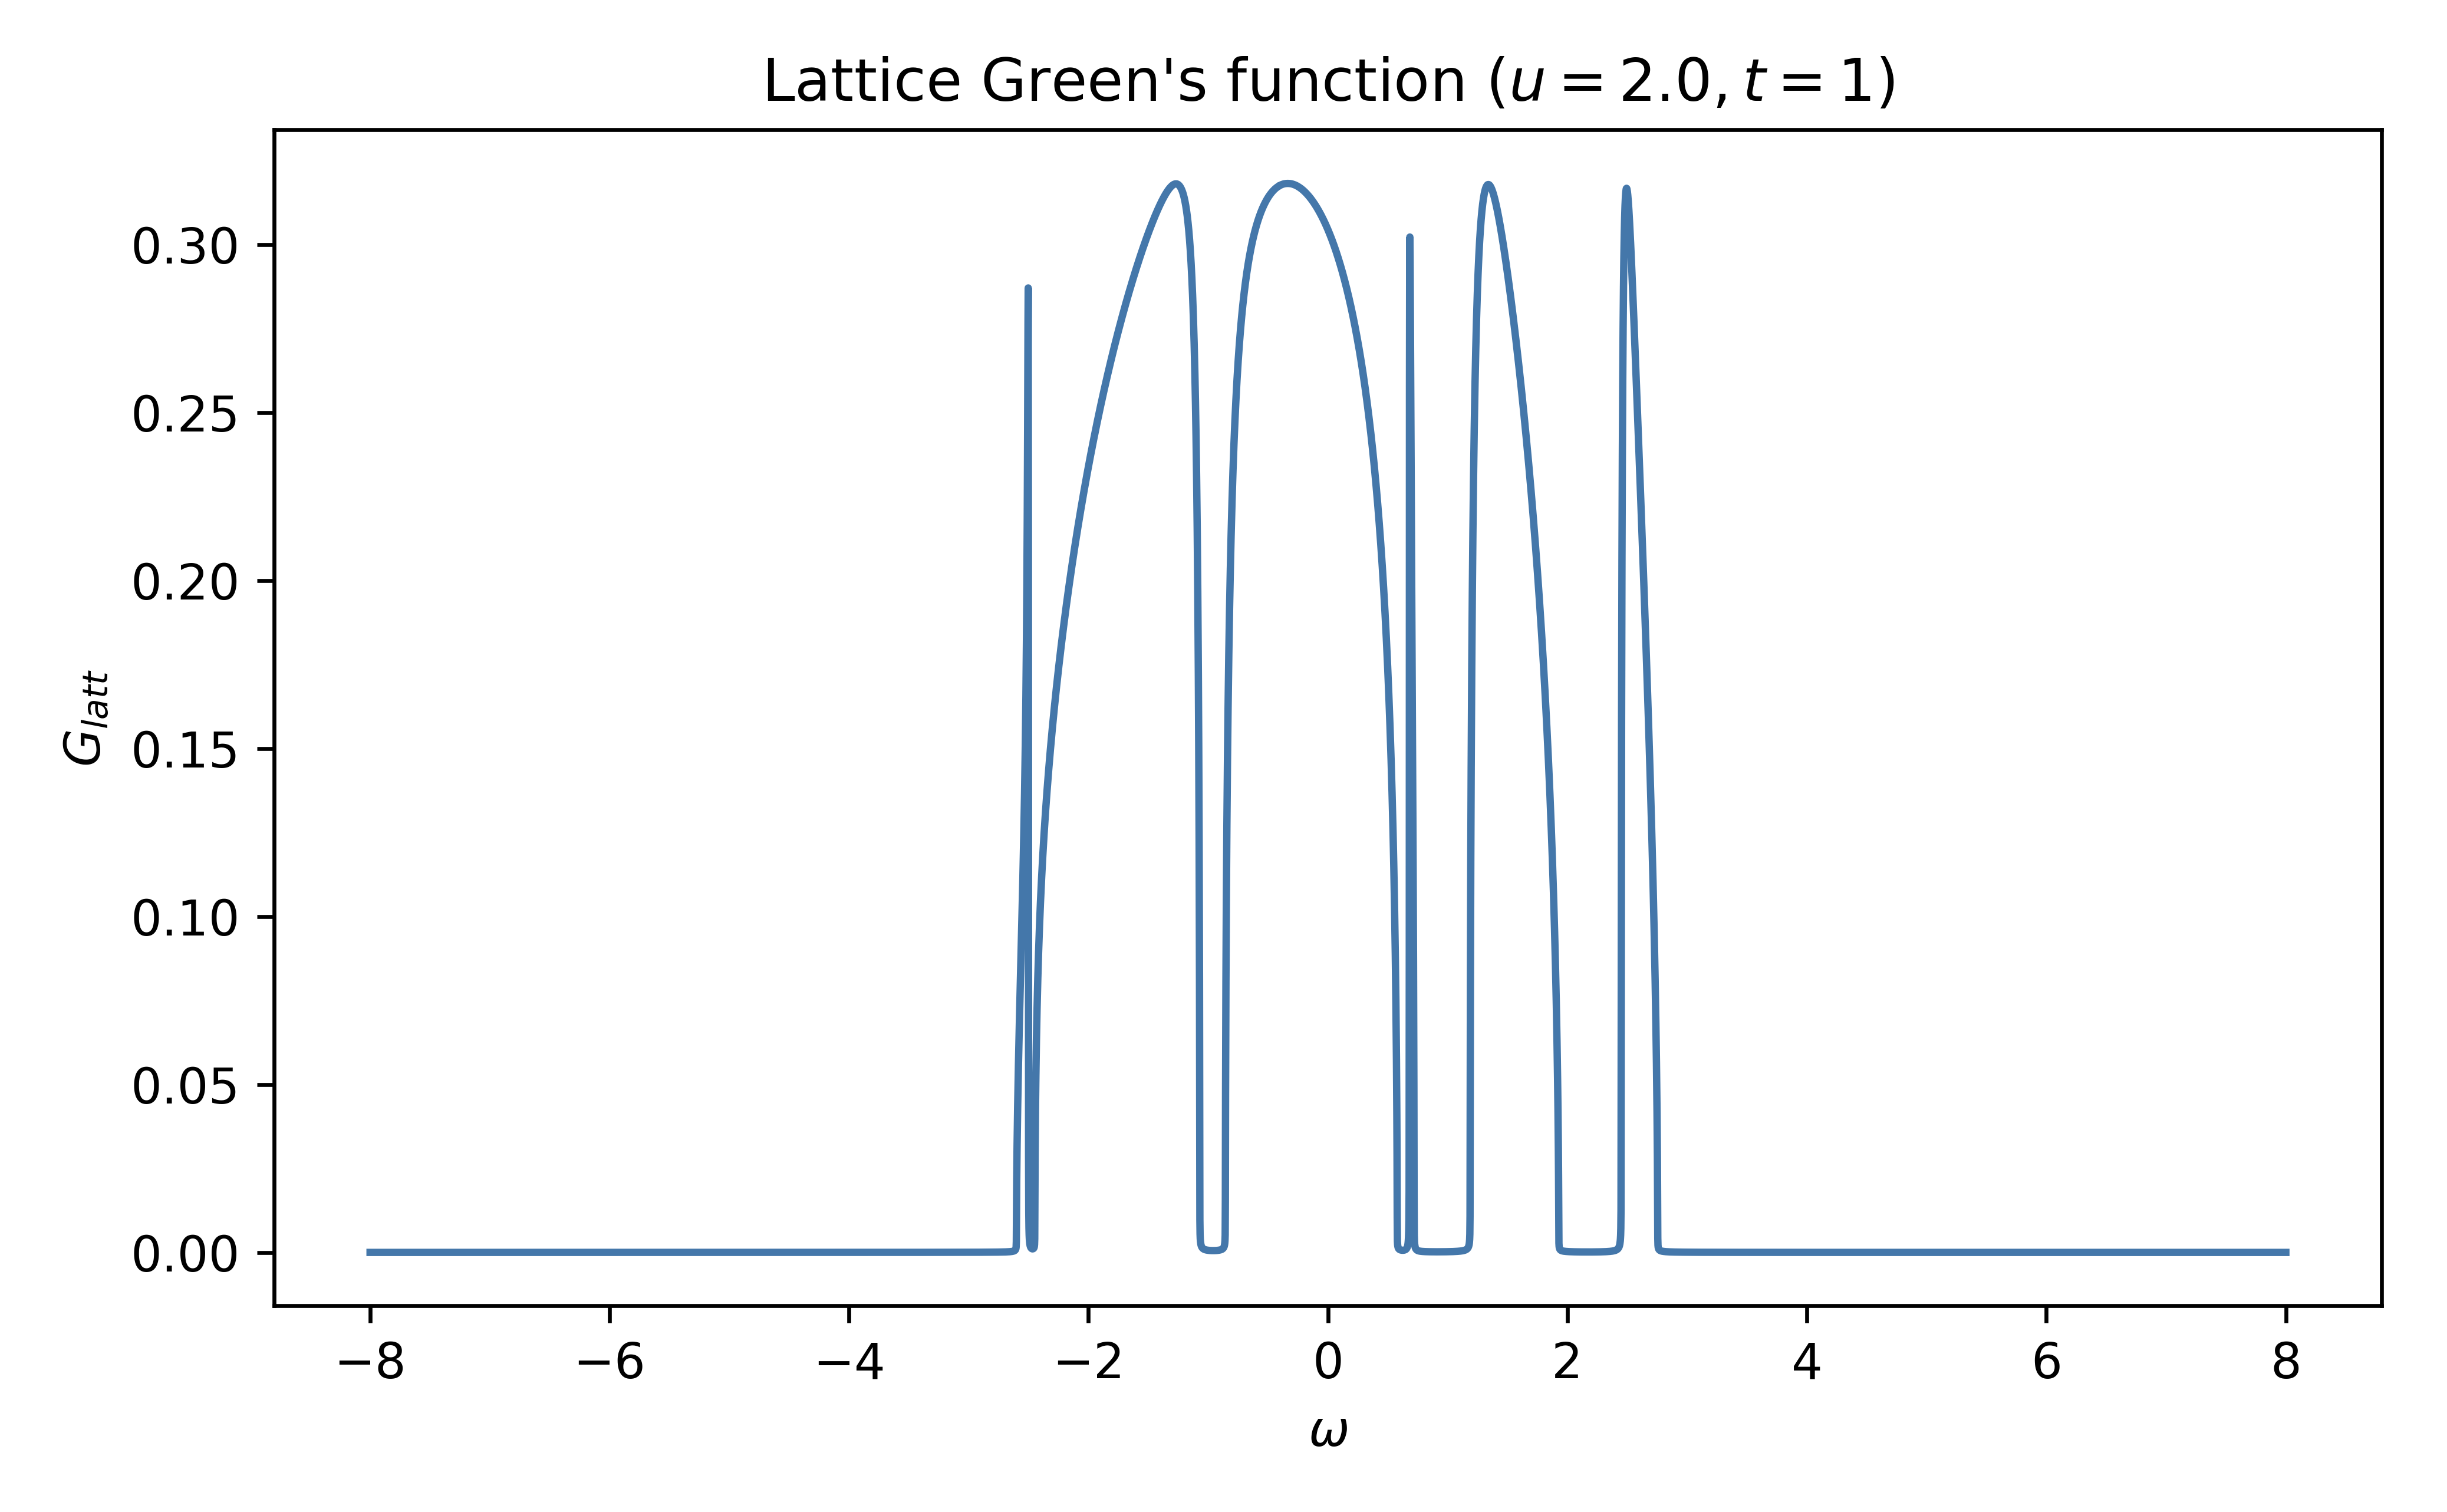 Lattice Green's function (u = 2.0, t = 1)
G_latt
0.30
0.25
0.20
0.15
0.10
0.05
0.00
−8 −6 −4 −2 0 2 4 6 8
ω